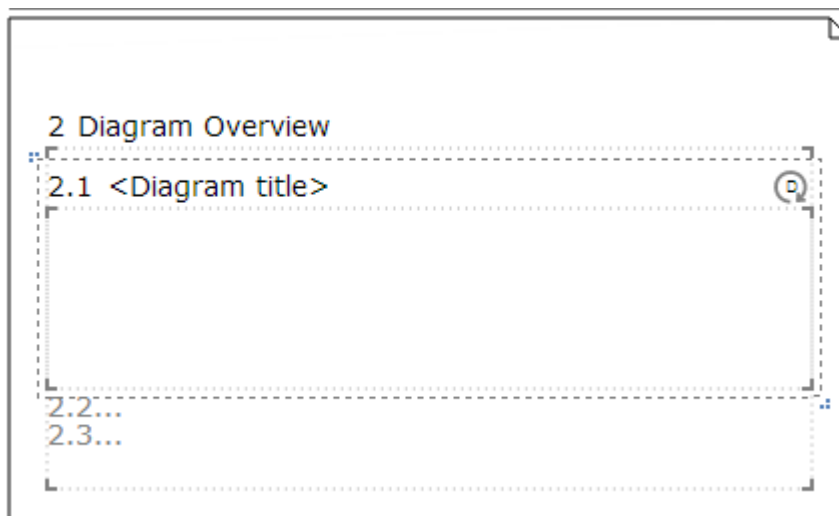 2 Diagram Overview
2.1 <Diagram title>
D
2.2...
2.3...